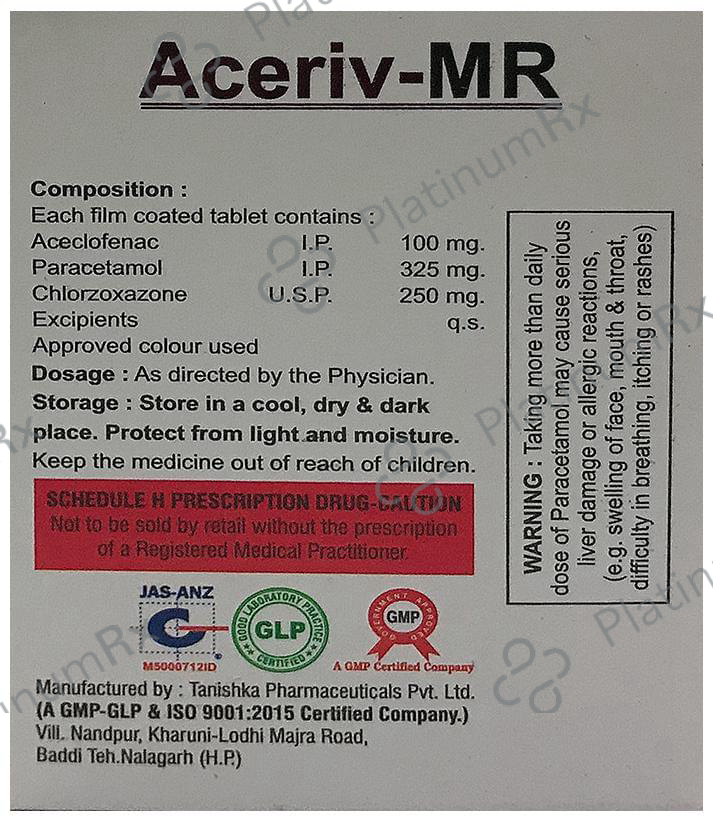 Aceriv-MR
Composition :
Each film coated tablet contains :
Aceclofenac I.P. 100 mg.
Paracetamol I.P. 325 mg.
Chlorzoxazone U.S.P. 250 mg.
Excipients q.s.
Approved colour used
Dosage : As directed by the Physician.
Storage : Store in a cool, dry & dark
place. Protect from light and moisture.
Keep the medicine out of reach of children.
SCHEDULE H PRESCRIPTION DRUG-CAUTION
Not to be sold by retail without the prescription
of a Registered Medical Practitioner.
WARNING : Taking more than daily
dose of Paracetamol may cause serious
liver damage or allergic reactions,
(e.g. swelling of face, mouth & throat,
difficulty in breathing, itching or rashes)
JAS-ANZ
M5000712ID
GOOD LABORATORY PRACTICE
GLP
CERTIFIED
GOVERNMENT APPROVED
GMP
A GMP Certified Company
Manufactured by : Tanishka Pharmaceuticals Pvt. Ltd.
(A GMP-GLP & ISO 9001:2015 Certified Company.)
Vill. Nandpur, Kharuni-Lodhi Majra Road,
Baddi Teh.Nalagarh (H.P.)
PlatinumRx
PlatinumRx
PlatinumRx
PlatinumRx